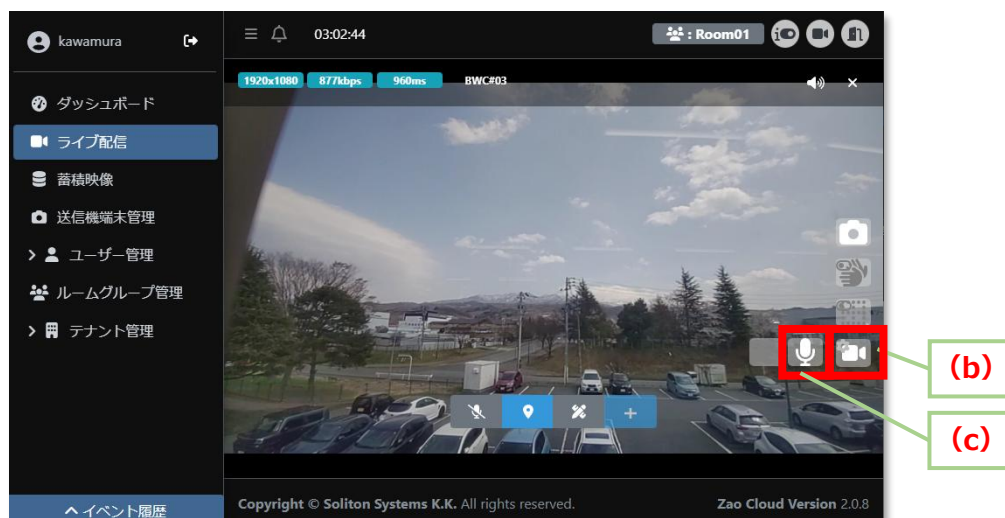 kawamura
03:02:44
: Room01
1920x1080 877kbps 960ms BWC#03
ダッシュボード
ライブ配信
蓄積映像
送信機端末管理
ユーザー管理
ルームグループ管理
テナント管理
(b)
(c)
イベント履歴
Copyright © Soliton Systems K.K. All rights reserved.
Zao Cloud Version 2.0.8